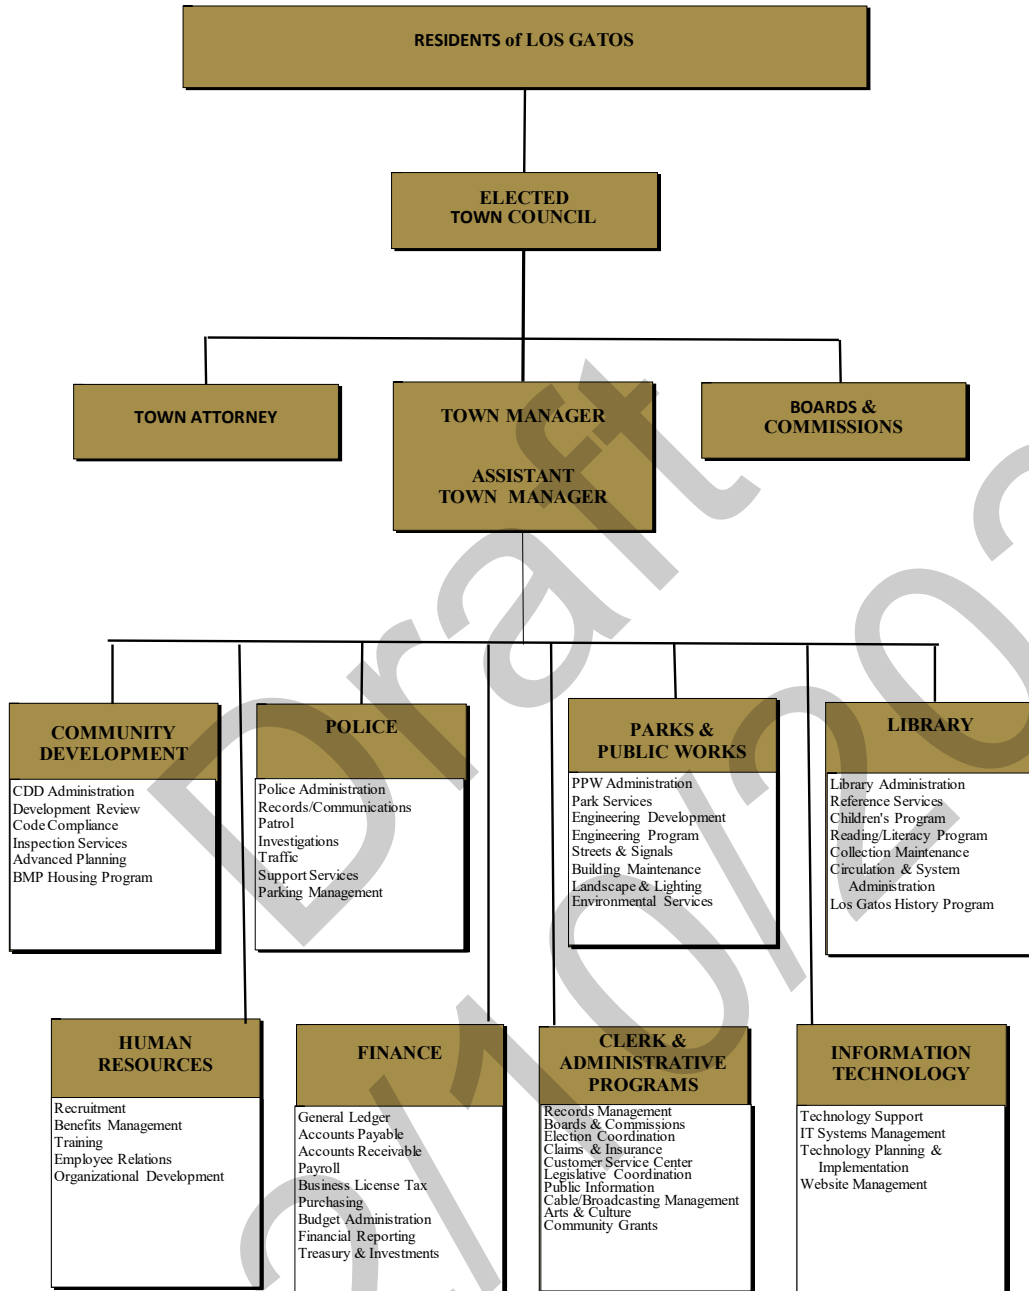 RESIDENTS of LOS GATOS
ELECTED
TOWN COUNCIL
TOWN ATTORNEY
TOWN MANAGER
ASSISTANT
TOWN MANAGER
BOARDS &
COMMISSIONS
COMMUNITY
DEVELOPMENT
CDD Administration
Development Review
Code Compliance
Inspection Services
Advanced Planning
BMP Housing Program
POLICE
Police Administration
Records/Communications
Patrol
Investigations
Traffic
Support Services
Parking Management
PARKS &
PUBLIC WORKS
PPW Administration
Park Services
Engineering Development
Engineering Program
Streets & Signals
Building Maintenance
Landscape & Lighting
Environmental Services
LIBRARY
Library Administration
Reference Services
Children's Program
Reading/Literacy Program
Collection Maintenance
Circulation & System
Administration
Los Gatos History Program
HUMAN
RESOURCES
Recruitment
Benefits Management
Training
Employee Relations
Organizational Development
FINANCE
General Ledger
Accounts Payable
Accounts Receivable
Payroll
Business License Tax
Purchasing
Budget Administration
Financial Reporting
Treasury & Investments
CLERK &
ADMINISTRATIVE
PROGRAMS
Records Management
Boards & Commissions
Election Coordination
Claims & Insurance
Customer Service Center
Legislative Coordination
Public Information
Cable/Broadcasting Management
Arts & Culture
Community Grants
INFORMATION
TECHNOLOGY
Technology Support
IT Systems Management
Technology Planning &
Implementation
Website Management
Draft